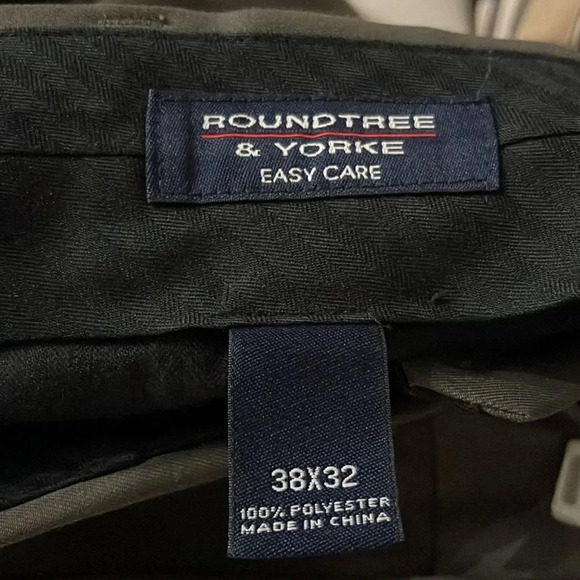 ROUNDTREE
& YORKE
EASY CARE
38X32
100% POLYESTER
MADE IN CHINA